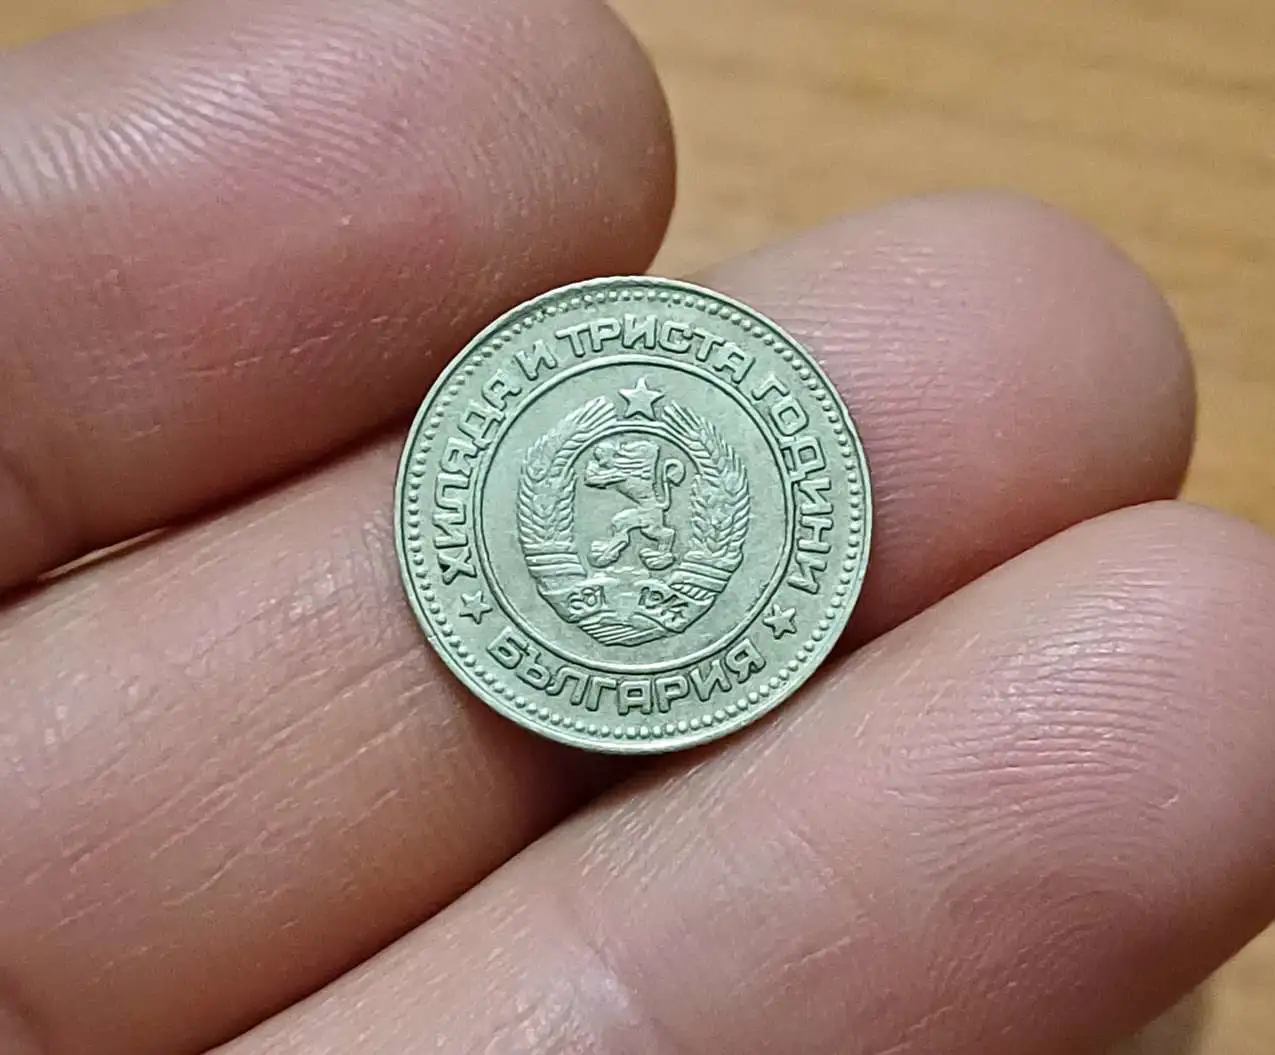 ХИЛЯДА И ТРИСТА ГОДИНИ
БЪЛГАРИЯ
681 1944